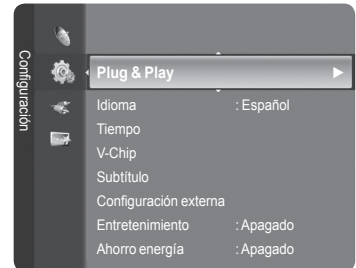 Configuración
Plug & Play
Idioma : Español
Tiempo
V-Chip
Subtítulo
Configuración externa
Entretenimiento : Apagado
Ahorro energía : Apagado